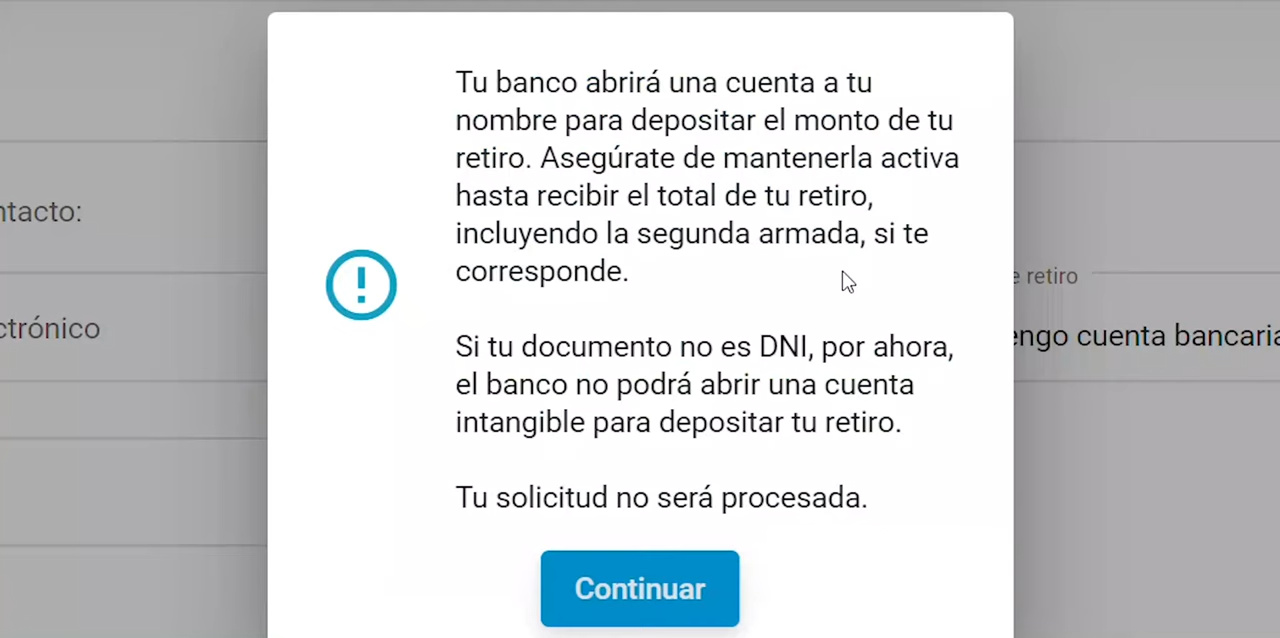 Tu banco abrirá una cuenta a tu
nombre para depositar el monto de tu
retiro. Asegúrate de mantenerla activa
hasta recibir el total de tu retiro,
incluyendo la segunda armada, si te
corresponde.
Si tu documento no es DNI, por ahora,
el banco no podrá abrir una cuenta
intangible para depositar tu retiro.
Tu solicitud no será procesada.
Continuar
ntacto:
ctrónico
e retiro
engo cuenta bancaria